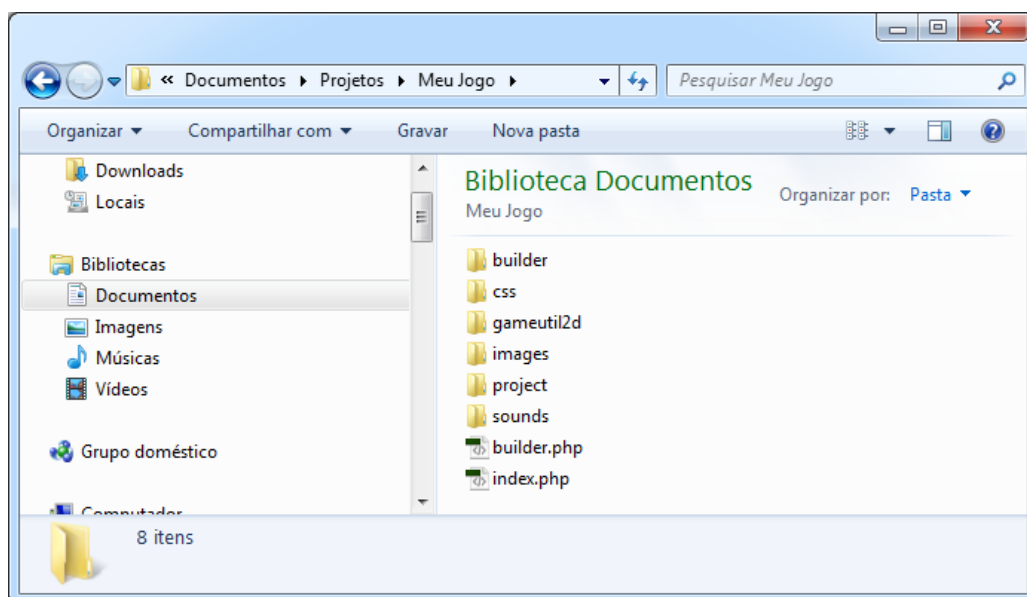 « Documentos ▸ Projetos ▸ Meu Jogo ▸
Pesquisar Meu Jogo
Organizar Compartilhar com Gravar Nova pasta
Downloads
Locais
Bibliotecas
Documentos
Imagens
Músicas
Vídeos
Grupo doméstico
Computador
Biblioteca Documentos
Meu Jogo
Organizar por: Pasta
builder
css
gameutil2d
images
project
sounds
builder.php
index.php
8 itens